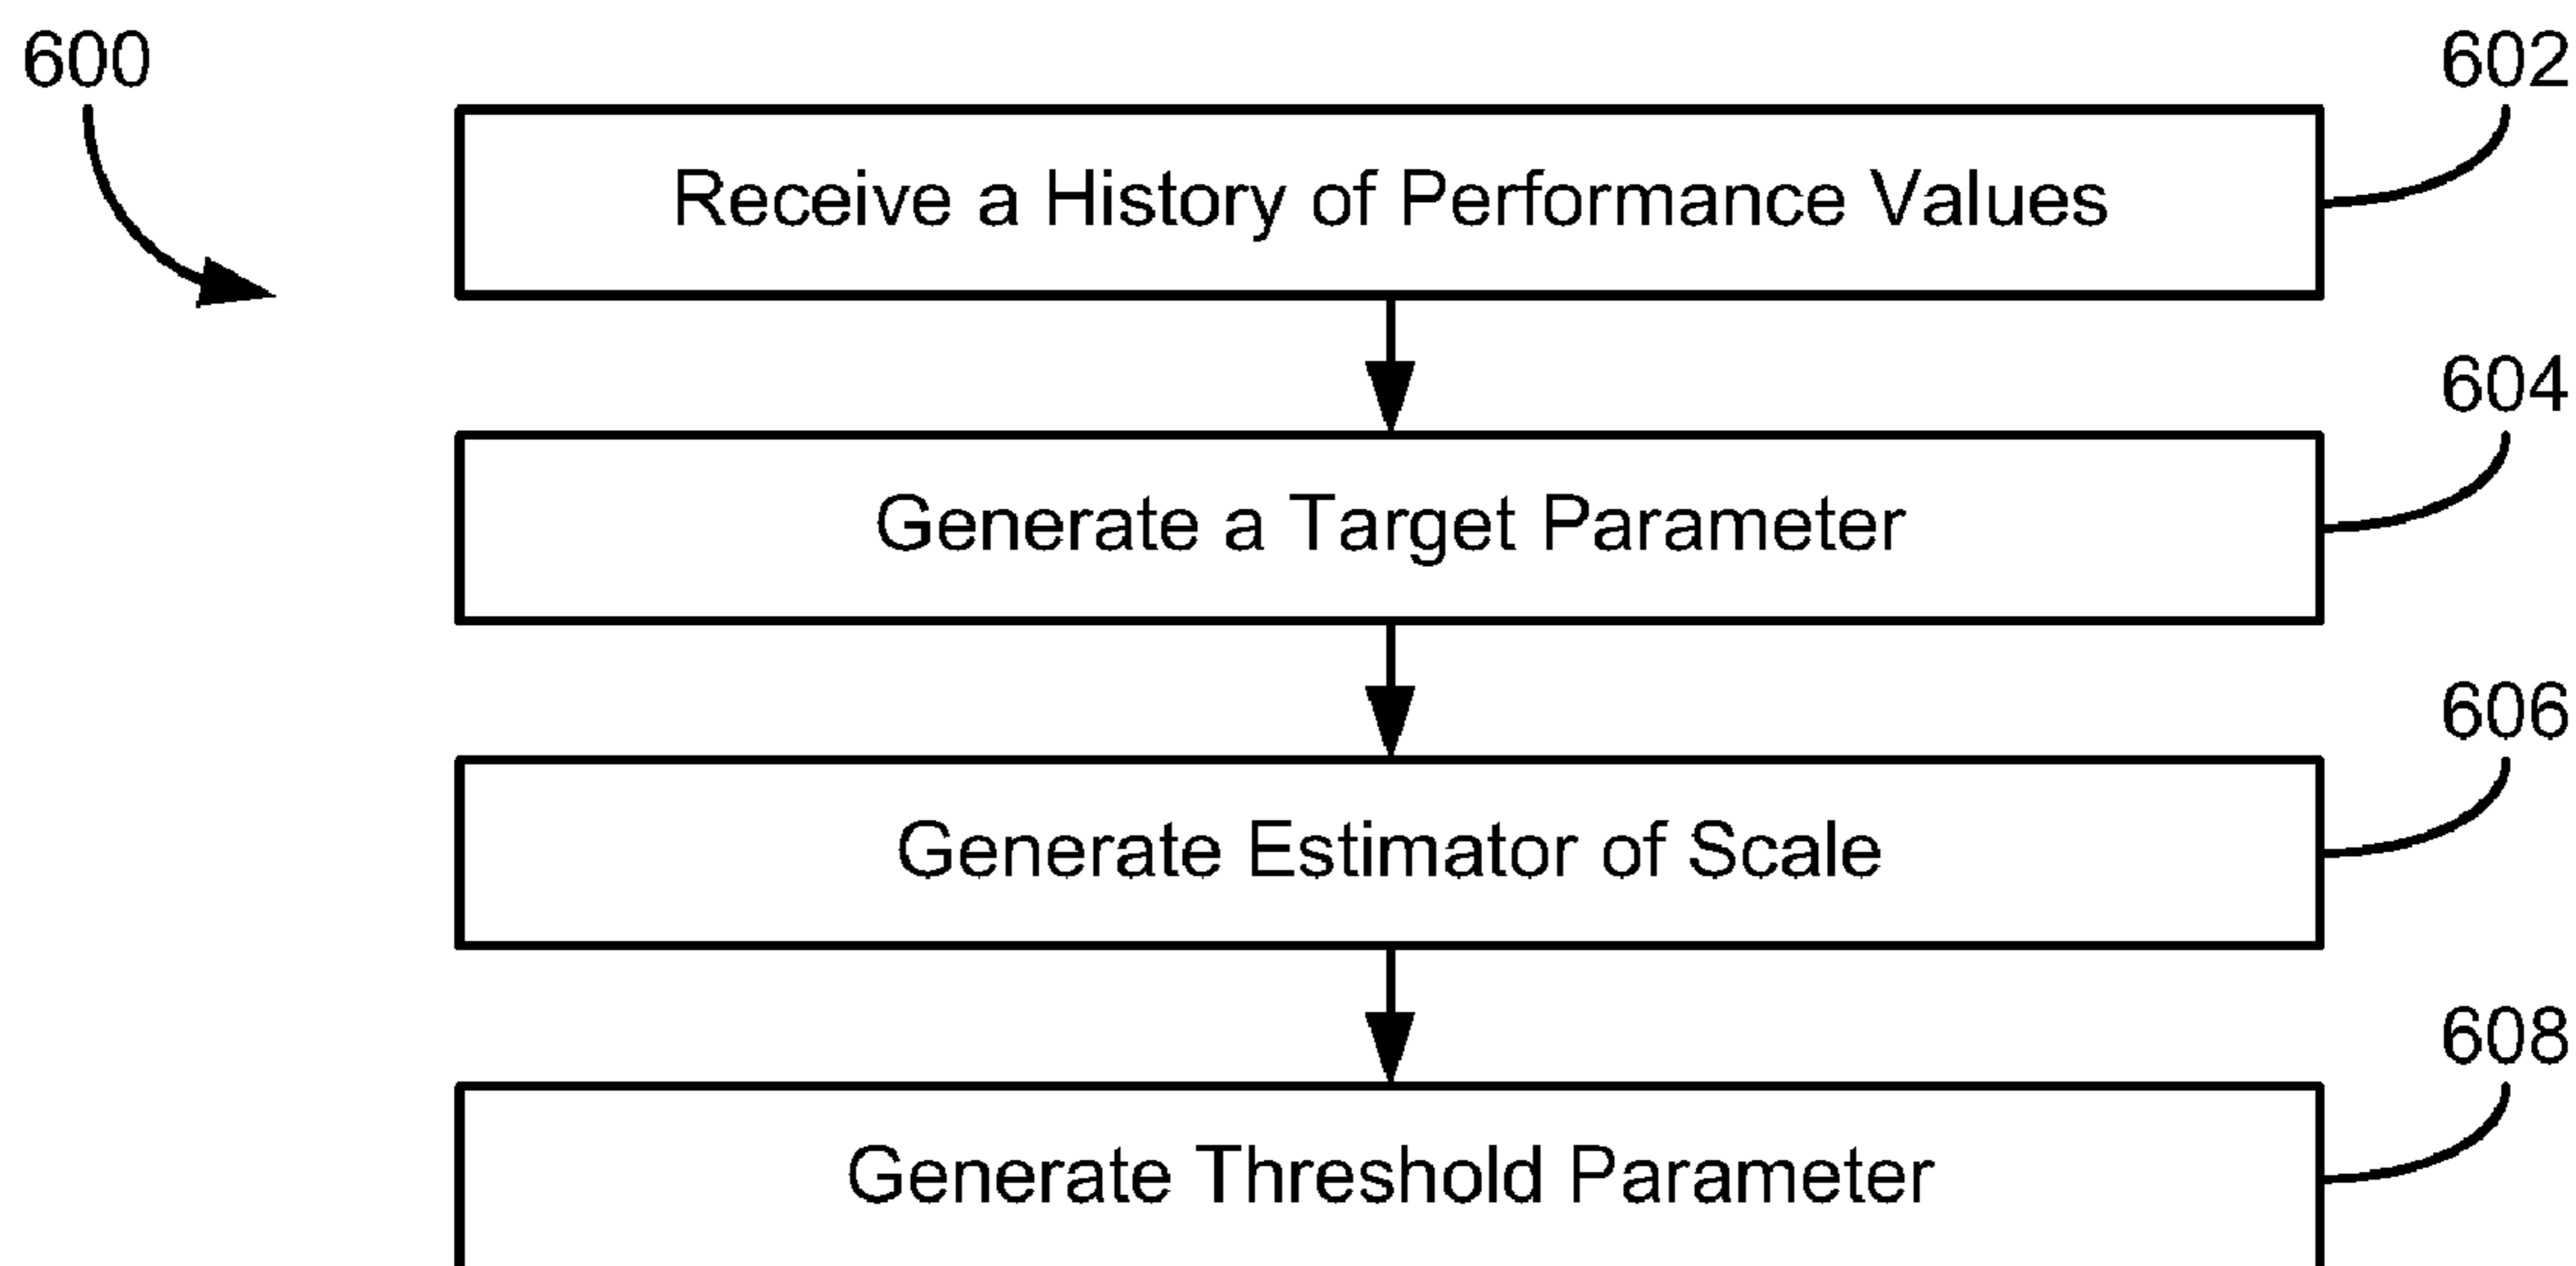 600
602
Receive a History of Performance Values
604
Generate a Target Parameter
606
Generate Estimator of Scale
608
Generate Threshold Parameter